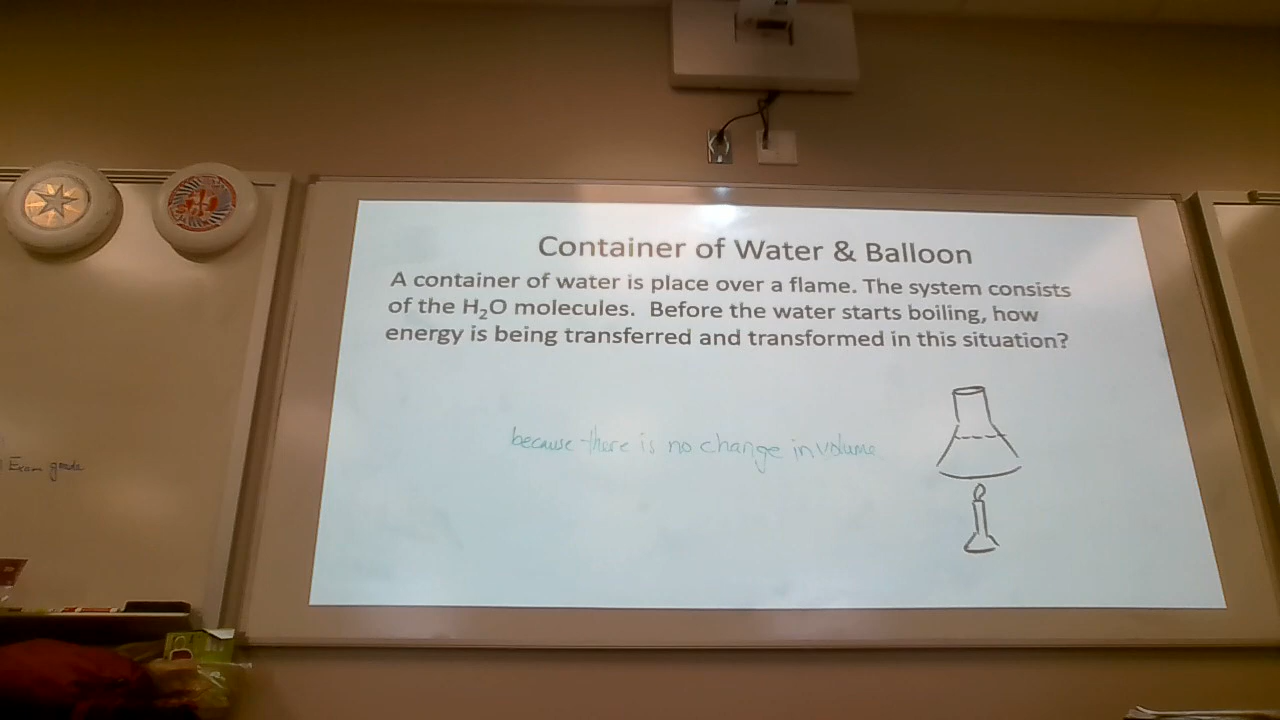 Container of Water & Balloon
A container of water is place over a flame. The system consists
of the H₂O molecules. Before the water starts boiling, how
energy is being transferred and transformed in this situation?
because there is no change in volume
Exam grade